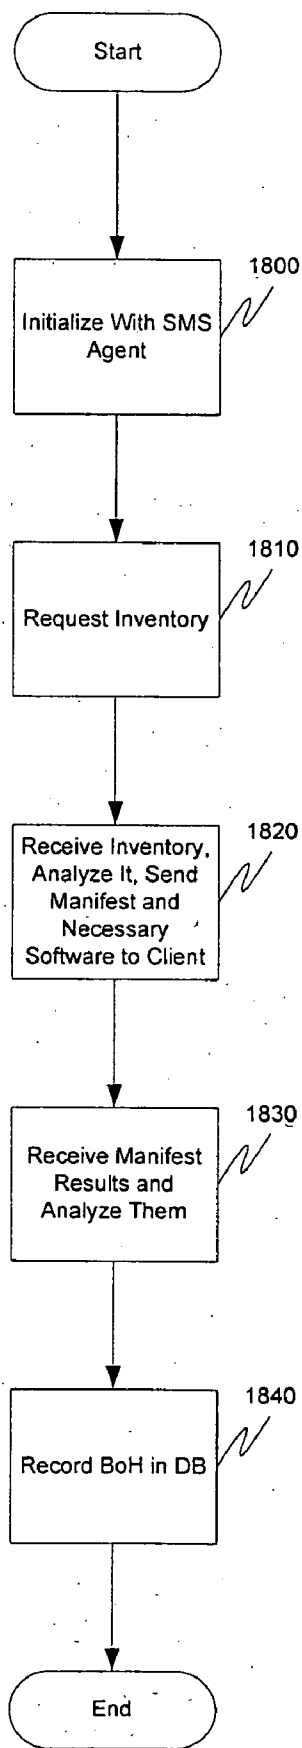 Start
1800
Initialize With SMS
Agent
1810
Request Inventory
1820
Receive Inventory,
Analyze It, Send
Manifest and
Necessary
Software to Client
1830
Receive Manifest
Results and
Analyze Them
1840
Record BoH in DB
End